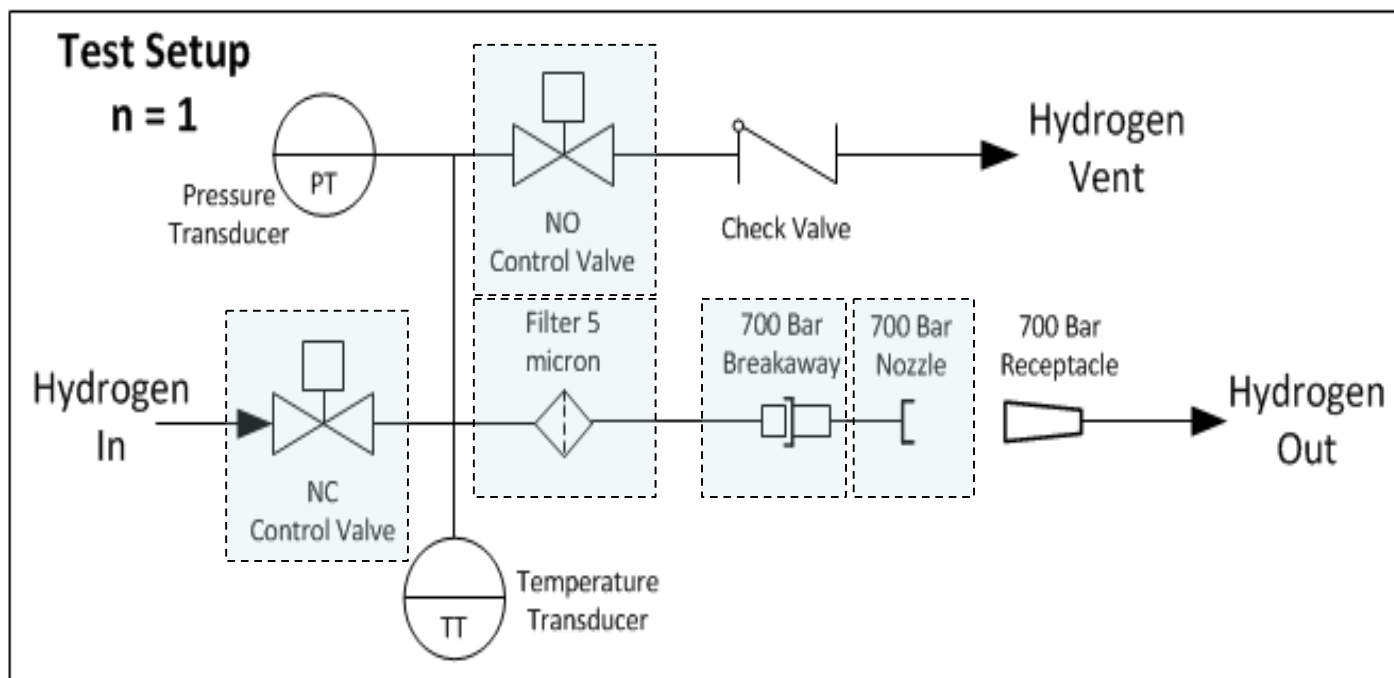 Test Setup
n = 1
PT
Pressure
Transducer
NO
Control Valve
Check Valve
Hydrogen
Vent
Hydrogen
In
NC
Control Valve
Filter 5
micron
700 Bar
Breakaway
700 Bar
Nozzle
700 Bar
Receptacle
Hydrogen
Out
TT
Temperature
Transducer